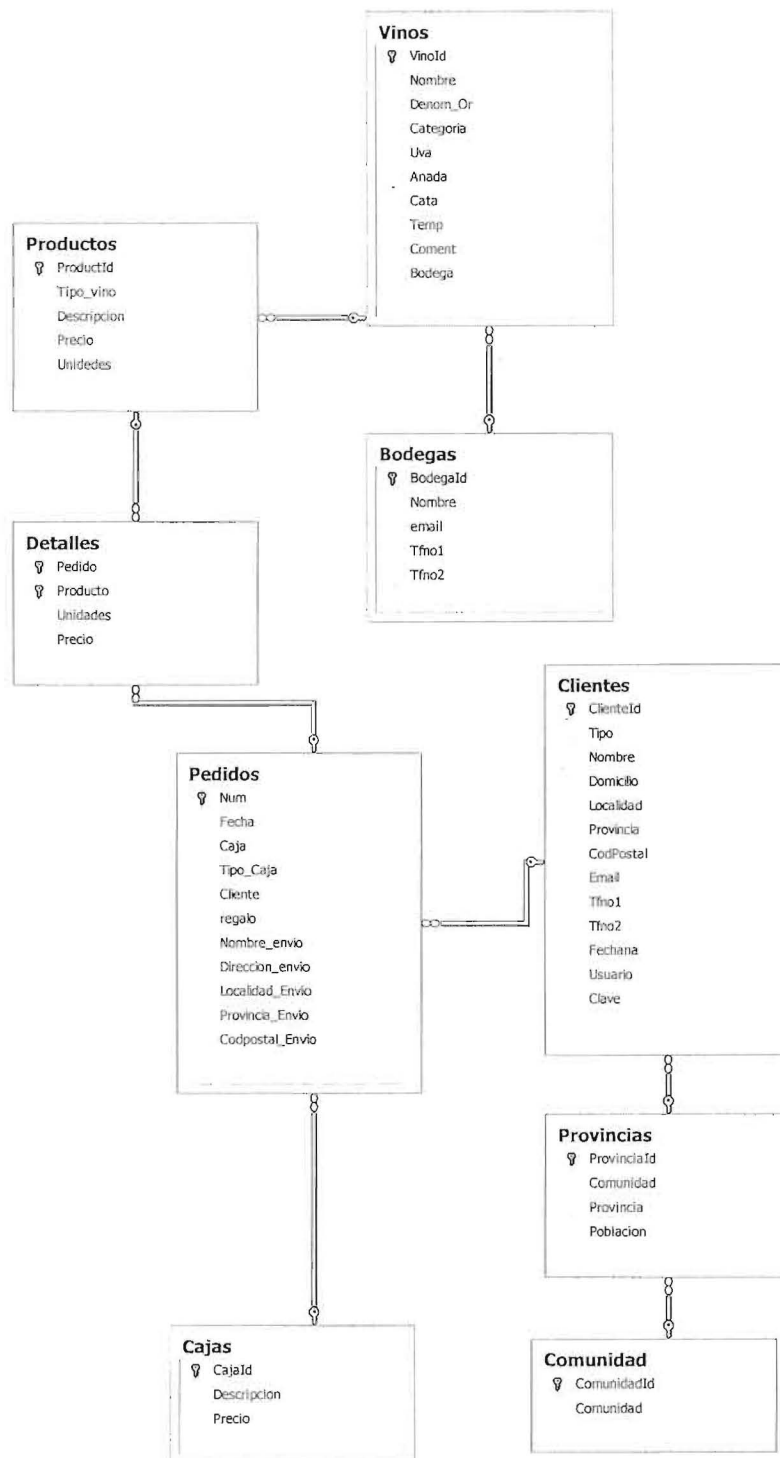 Vinos
VinoId
Nombre
Denom_Or
Categoria
Uva
Anada
Cata
Temp
Coment
Bodega
Productos
ProductId
Tipo_vino
Descripcion
Precio
Unidedes
Bodegas
BodegaId
Nombre
email
Tfno1
Tfno2
Detalles
Pedido
Producto
Unidades
Precio
Clientes
ClienteId
Tipo
Nombre
Domicilio
Localidad
Provincia
CodPostal
Email
Tfno1
Tfno2
Fechana
Usuario
Clave
Pedidos
Num
Fecha
Caja
Tipo_Caja
Cliente
regalo
Nombre_envio
Direccion_envio
Localidad_Envio
Provincia_Envio
Codpostal_Envio
Provincias
ProvinciaId
Comunidad
Provincia
Poblacion
Cajas
CajaId
Descripcion
Precio
Comunidad
ComunidadId
Comunidad